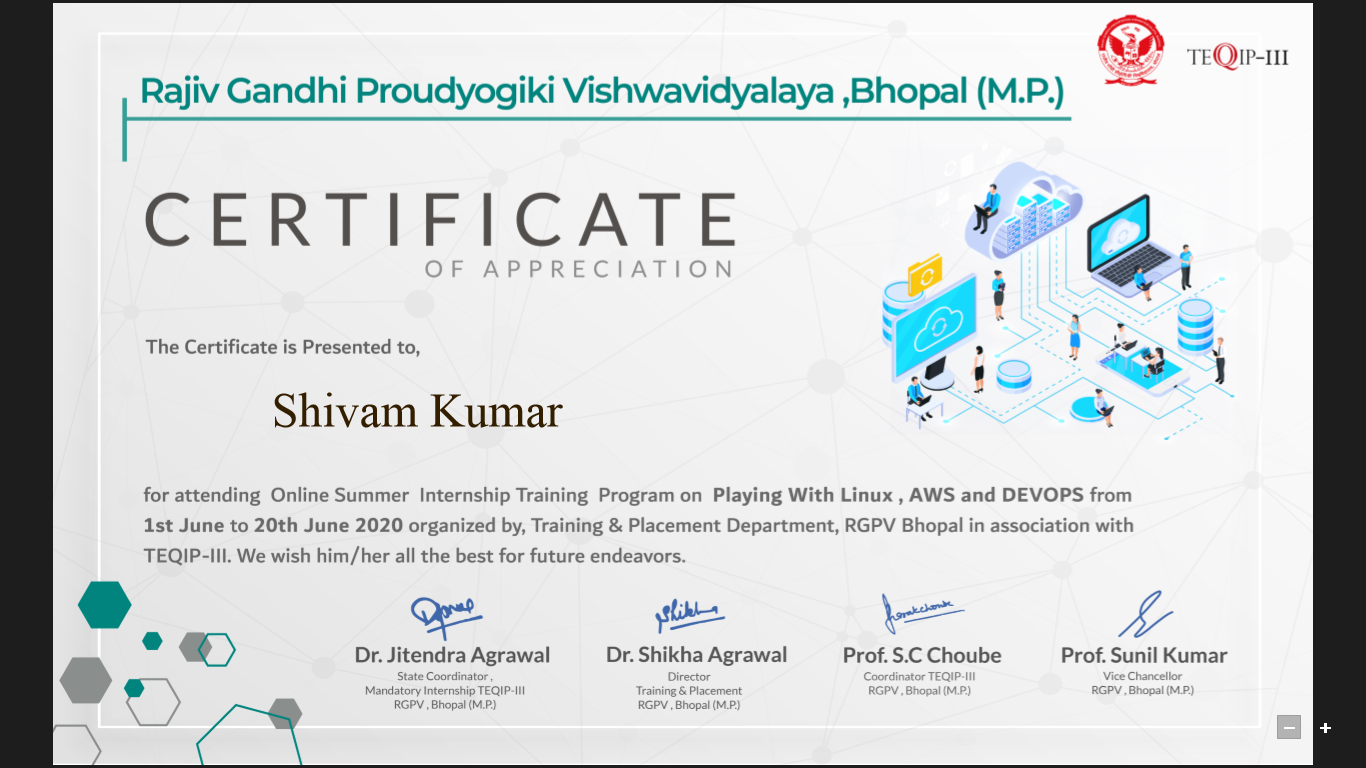 Rajiv Gandhi Proudyogiki Vishwavidyalaya ,Bhopal (M.P.)
TEQIP-III
CERTIFICATE
OF APPRECIATION
The Certificate is Presented to,
Shivam Kumar
for attending Online Summer Internship Training Program on Playing With Linux , AWS and DEVOPS from
1st June to 20th June 2020 organized by, Training & Placement Department, RGPV Bhopal in association with
TEQIP-III. We wish him/her all the best for future endeavors.
Dr. Jitendra Agrawal
State Coordinator ,
Mandatory Internship TEQIP-III
RGPV , Bhopal (M.P.)
Shikha
Dr. Shikha Agrawal
Director
Training & Placement
RGPV , Bhopal (M.P.)
Prof. S.C Choube
Coordinator TEQIP-III
RGPV , Bhopal (M.P.)
Prof. Sunil Kumar
Vice Chancellor
RGPV , Bhopal (M.P.)